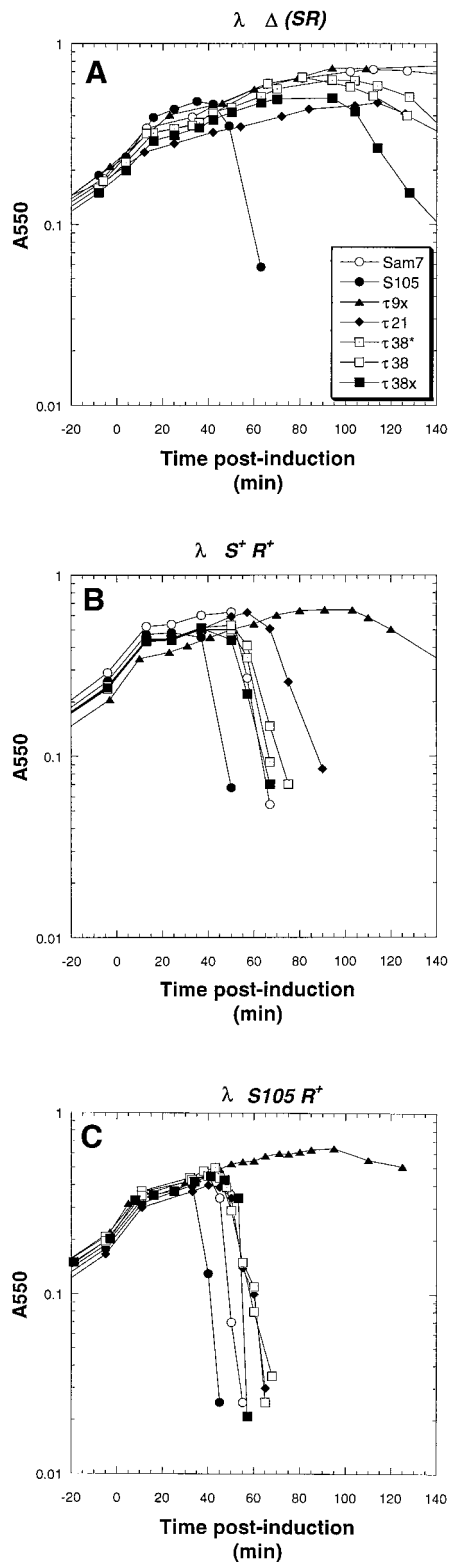 λ Δ (SR)
A
A550
1
0.1
0.01
Sam7
S105
τ9x
τ21
τ38*
τ38
τ38x
-20 0 20 40 60 80 100 120 140
Time post-induction
(min)
λ S+ R+
B
A550
1
0.1
0.01
-20 0 20 40 60 80 100 120 140
Time post-induction
(min)
λ S105 R+
C
A550
1
0.1
0.01
-20 0 20 40 60 80 100 120 140
Time post-induction
(min)